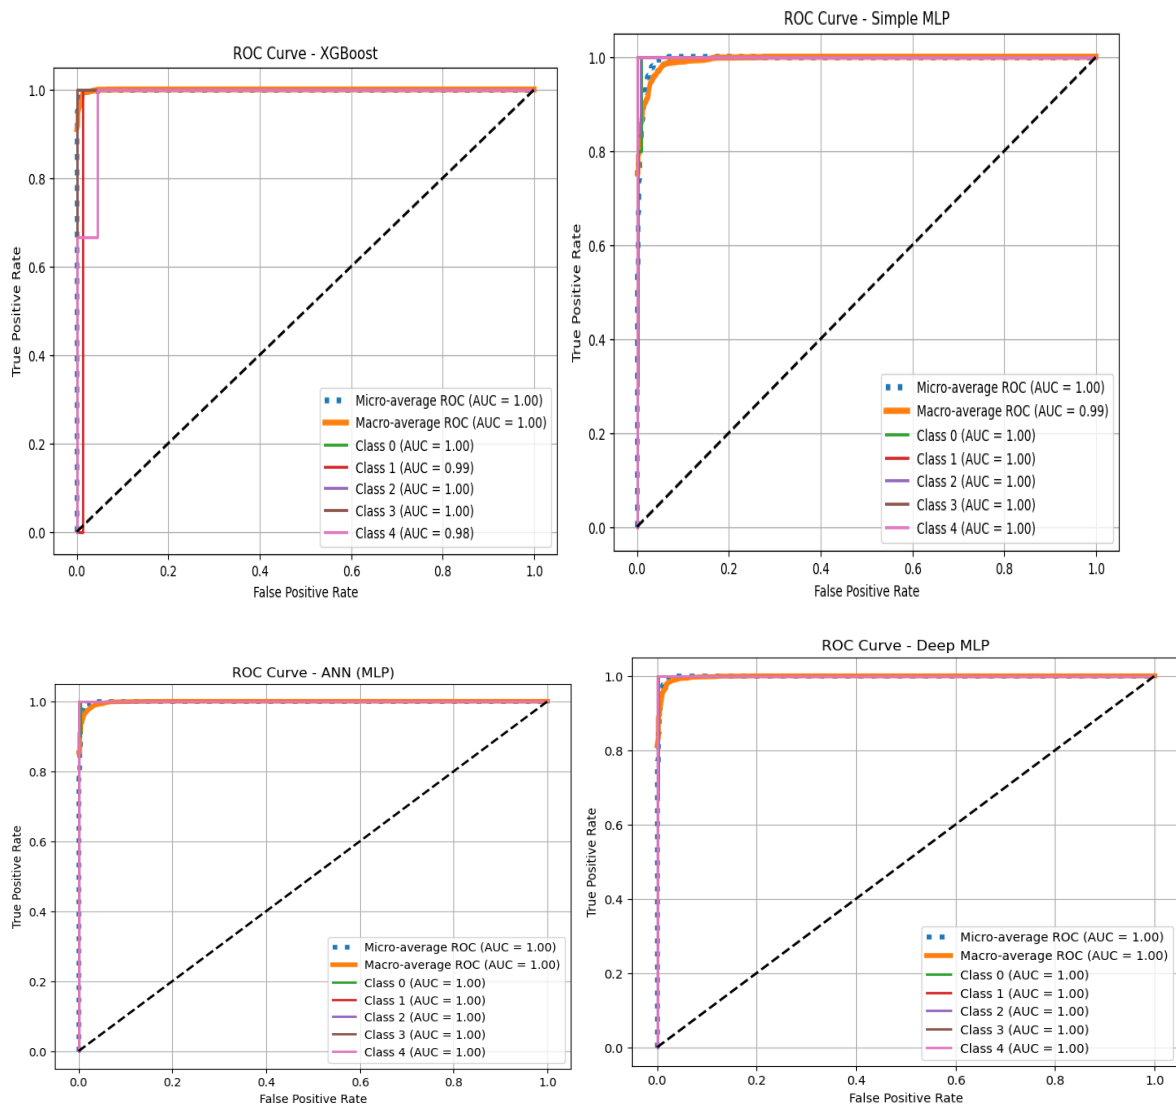 ROC Curve - XGBoost
True Positive Rate
1.0
0.8
0.6
0.4
0.2
0.0
Micro-average ROC (AUC = 1.00)
Macro-average ROC (AUC = 1.00)
Class 0 (AUC = 1.00)
Class 1 (AUC = 0.99)
Class 2 (AUC = 1.00)
Class 3 (AUC = 1.00)
Class 4 (AUC = 0.98)
0.0 0.2 0.4 0.6 0.8 1.0
False Positive Rate
ROC Curve - Simple MLP
True Positive Rate
1.0
0.8
0.6
0.4
0.2
0.0
Micro-average ROC (AUC = 1.00)
Macro-average ROC (AUC = 0.99)
Class 0 (AUC = 1.00)
Class 1 (AUC = 1.00)
Class 2 (AUC = 1.00)
Class 3 (AUC = 1.00)
Class 4 (AUC = 1.00)
0.0 0.2 0.4 0.6 0.8 1.0
False Positive Rate
ROC Curve - ANN (MLP)
True Positive Rate
1.0
0.8
0.6
0.4
0.2
0.0
Micro-average ROC (AUC = 1.00)
Macro-average ROC (AUC = 1.00)
Class 0 (AUC = 1.00)
Class 1 (AUC = 1.00)
Class 2 (AUC = 1.00)
Class 3 (AUC = 1.00)
Class 4 (AUC = 1.00)
0.0 0.2 0.4 0.6 0.8 1.0
False Positive Rate
ROC Curve - Deep MLP
True Positive Rate
1.0
0.8
0.6
0.4
0.2
0.0
Micro-average ROC (AUC = 1.00)
Macro-average ROC (AUC = 1.00)
Class 0 (AUC = 1.00)
Class 1 (AUC = 1.00)
Class 2 (AUC = 1.00)
Class 3 (AUC = 1.00)
Class 4 (AUC = 1.00)
0.0 0.2 0.4 0.6 0.8 1.0
False Positive Rate